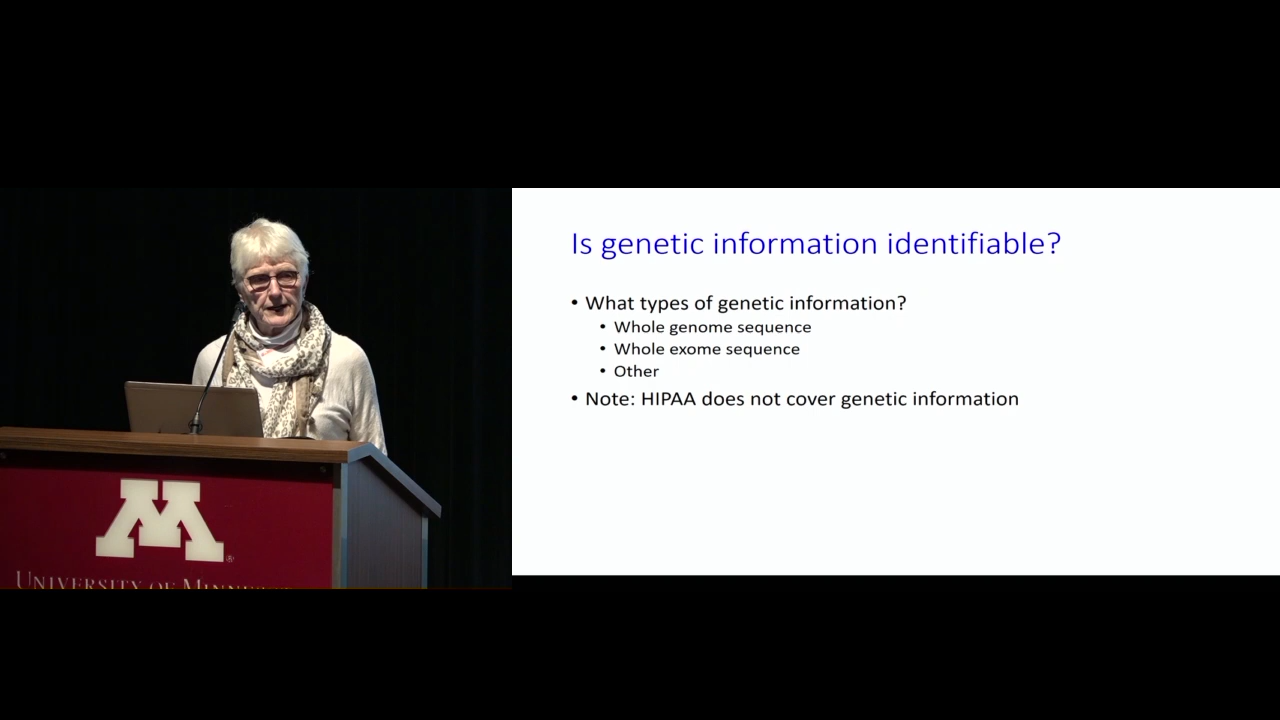 Is genetic information identifiable?
• What types of genetic information?
• Whole genome sequence
• Whole exome sequence
• Other
• Note: HIPAA does not cover genetic information
M
®
UNIVERSITY OF